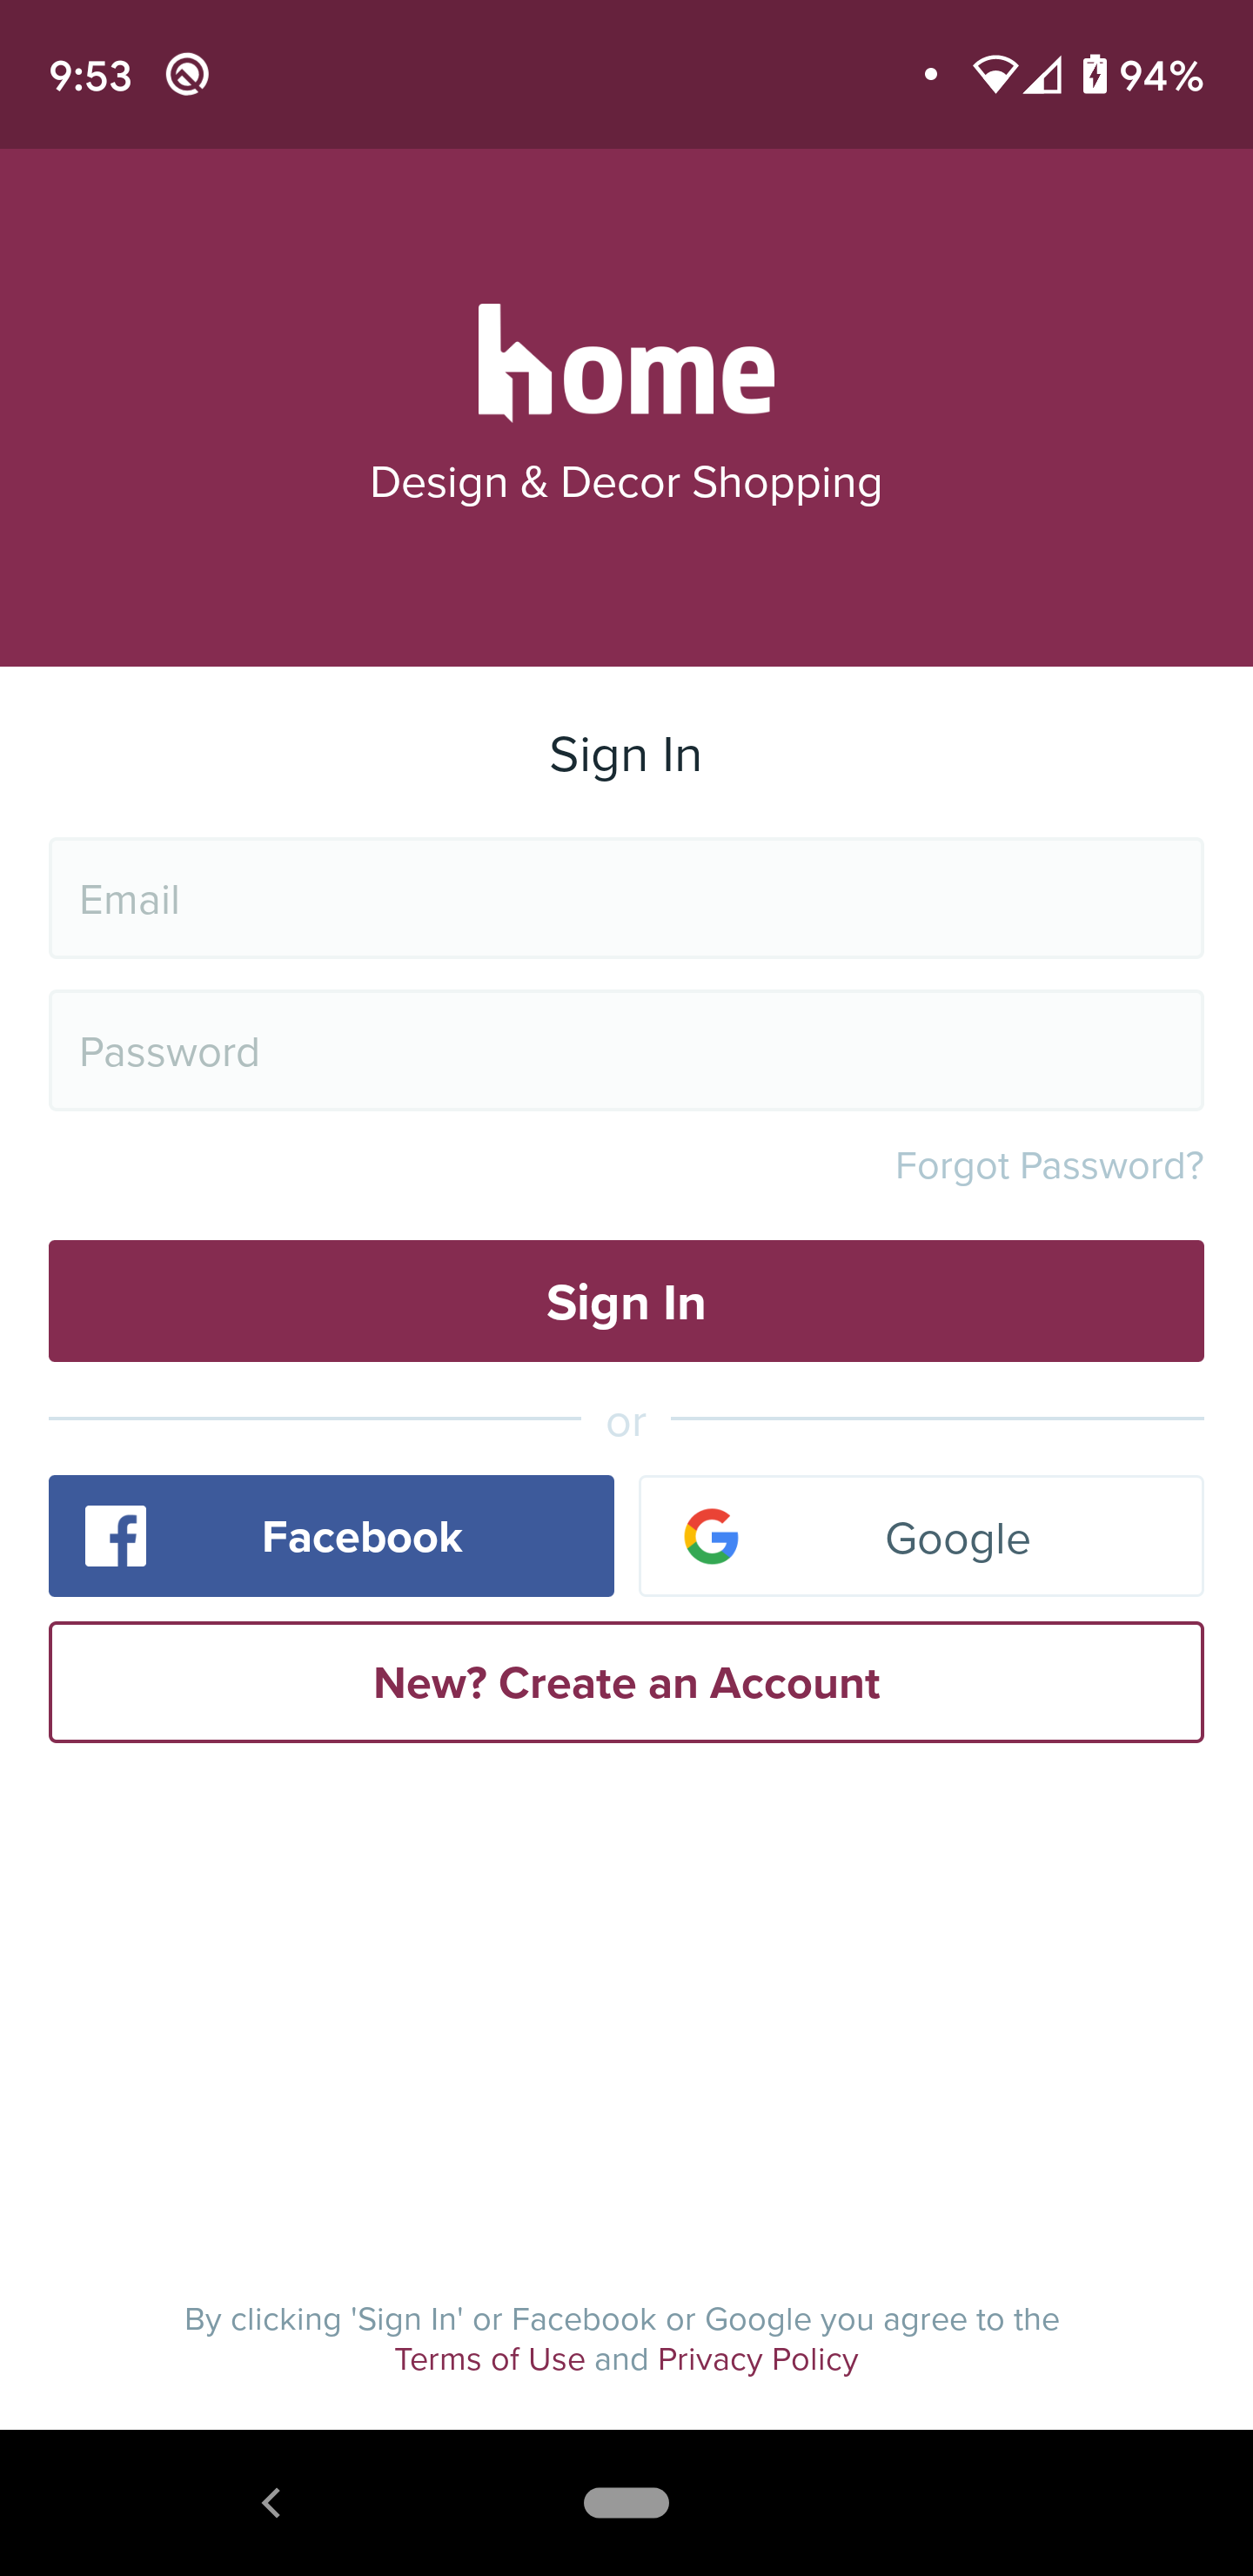 9:53
94%
home
Design & Decor Shopping
Sign In
Email
Password
Forgot Password?
Sign In
or
Facebook
Google
New? Create an Account
By clicking 'Sign In' or Facebook or Google you agree to the
Terms of Use and Privacy Policy